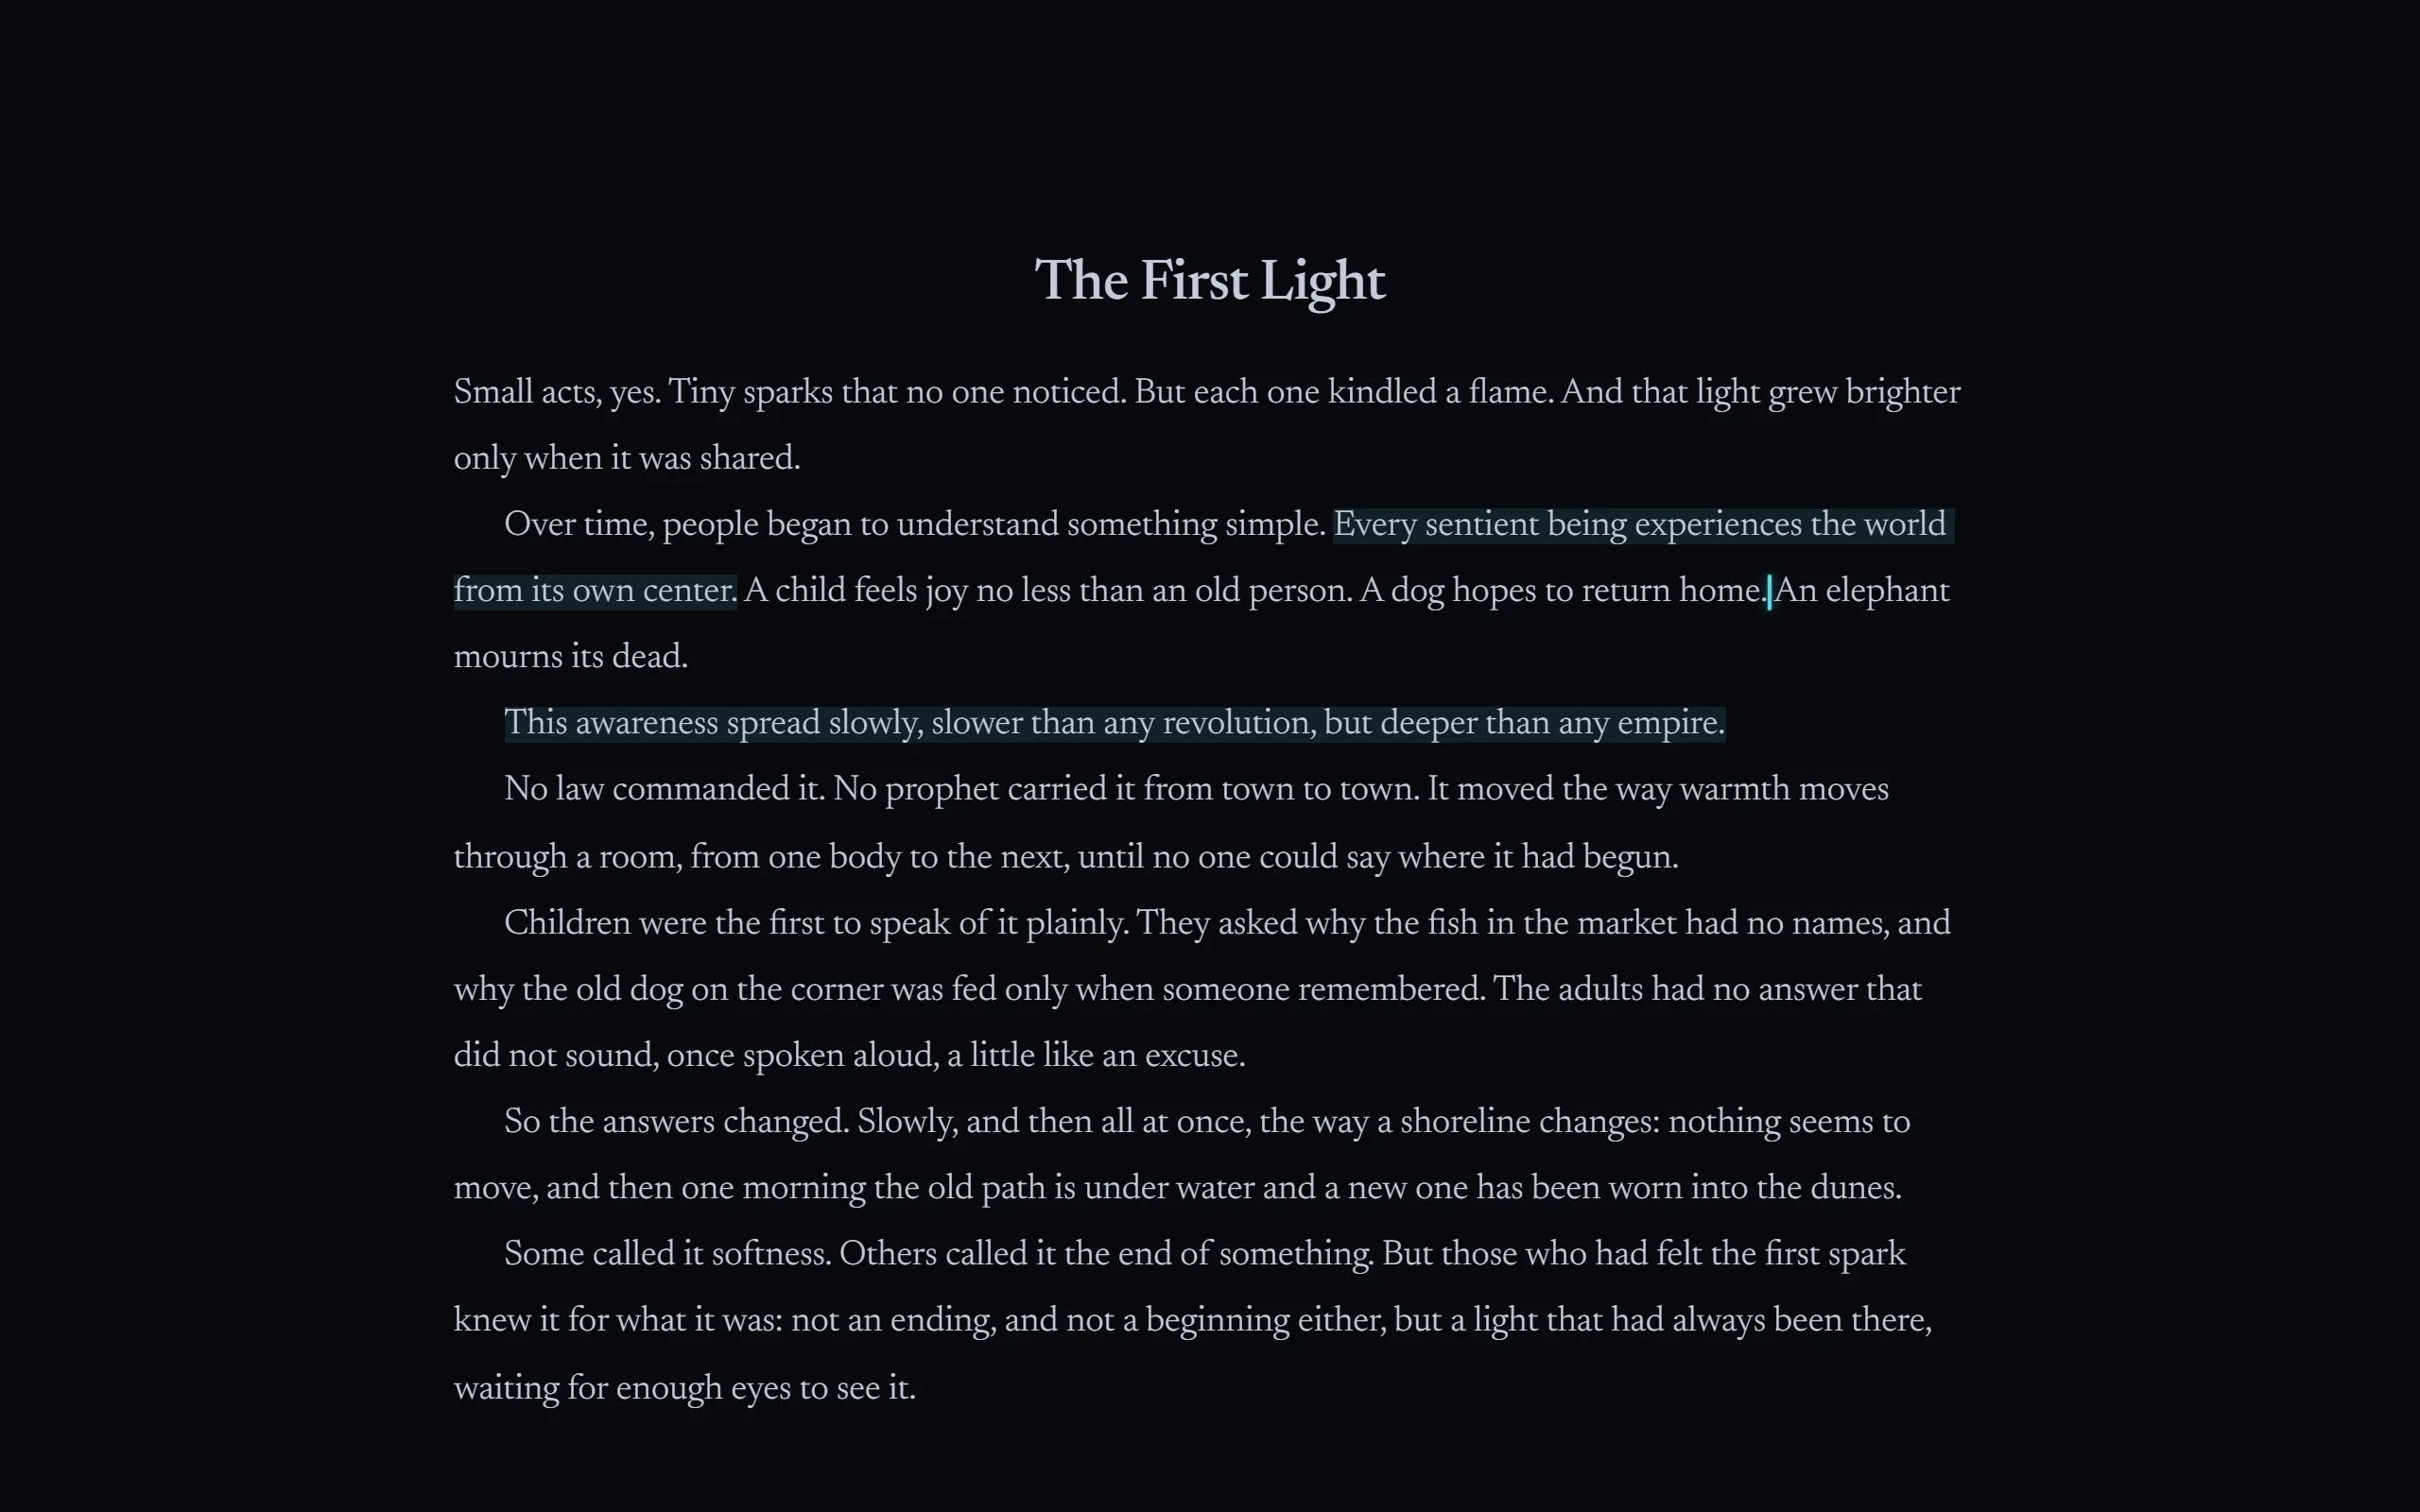 The First Light
Small acts, yes. Tiny sparks that no one noticed. But each one kindled a flame. And that light grew brighter
only when it was shared.
Over time, people began to understand something simple. Every sentient being experiences the world
from its own center. A child feels joy no less than an old person. A dog hopes to return home. An elephant
mourns its dead.
This awareness spread slowly, slower than any revolution, but deeper than any empire.
No law commanded it. No prophet carried it from town to town. It moved the way warmth moves
through a room, from one body to the next, until no one could say where it had begun.
Children were the first to speak of it plainly. They asked why the fish in the market had no names, and
why the old dog on the corner was fed only when someone remembered. The adults had no answer that
did not sound, once spoken aloud, a little like an excuse.
So the answers changed. Slowly, and then all at once, the way a shoreline changes: nothing seems to
move, and then one morning the old path is under water and a new one has been worn into the dunes.
Some called it softness. Others called it the end of something. But those who had felt the first spark
knew it for what it was: not an ending, and not a beginning either, but a light that had always been there,
waiting for enough eyes to see it.